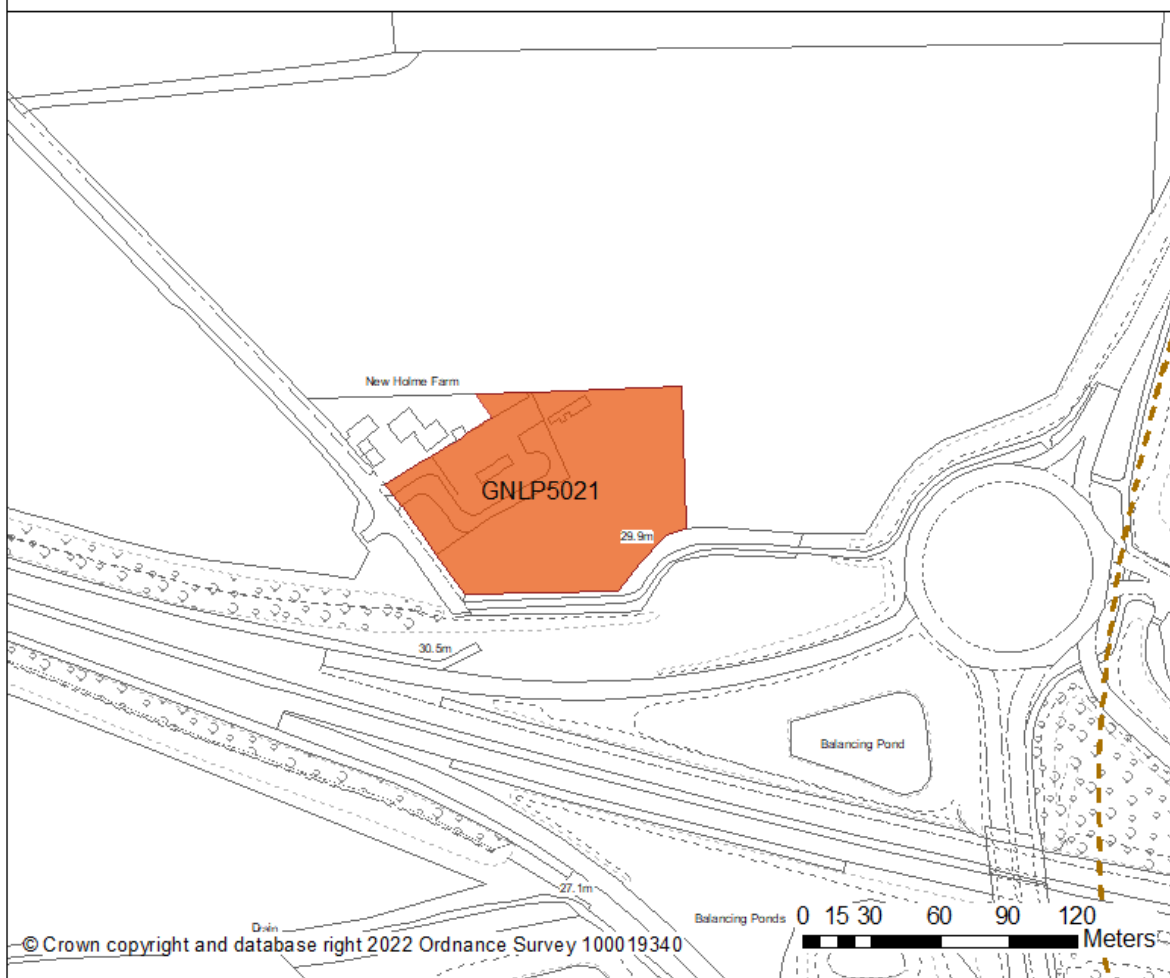 New Holme Farm
GNLP5021
29.9m
30.5m
Balancing Pond
27.1m
Balancing Ponds
0 15 30 60 90 120
Meters
Drain
© Crown copyright and database right 2022 Ordnance Survey 100019340